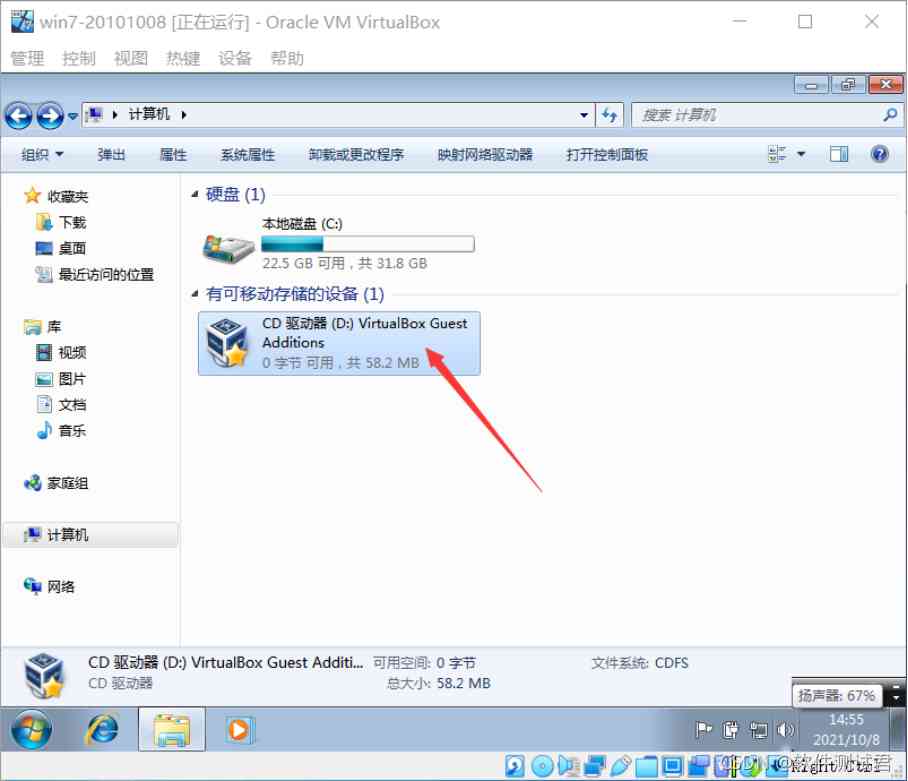 win7-20101008 [正在运行] - Oracle VM VirtualBox
管理 控制 视图 热键 设备 帮助
计算机
搜索 计算机
组织 弹出 属性 系统属性 卸载或更改程序 映射网络驱动器 打开控制面板
收藏夹
下载
桌面
最近访问的位置
库
视频
图片
文档
音乐
家庭组
计算机
网络
硬盘 (1)
本地磁盘 (C:)
22.5 GB 可用，共 31.8 GB
有可移动存储的设备 (1)
CD 驱动器 (D:) VirtualBox Guest
Additions
0 字节 可用，共 58.2 MB
CD 驱动器 (D:) VirtualBox Guest Additi... 可用空间: 0 字节 文件系统: CDFS
CD 驱动器 总大小: 58.2 MB
扬声器: 67%
14:55
2021/10/8
Right Ctrl
CSDN @软件测试君